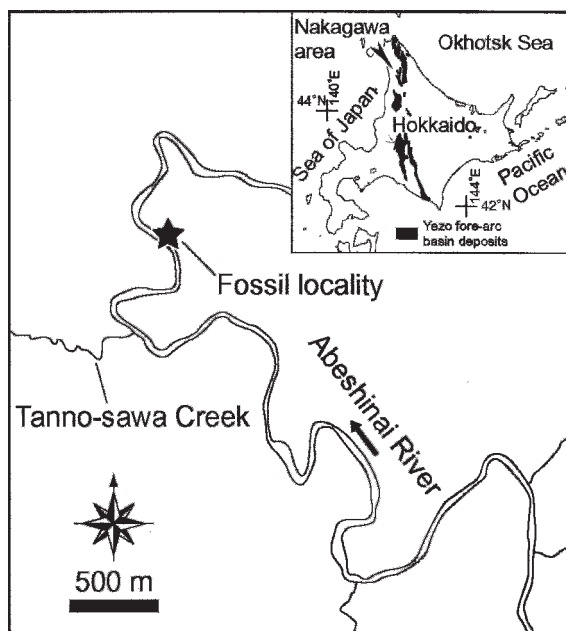 Nakagawa
area
Okhotsk Sea
44°N
140°E
Sea of Japan
Hokkaido
Pacific
Ocean
144°E
42°N
Yezo fore-arc
basin deposits
Fossil locality
Abeshinai River
Tanno-sawa Creek
500 m